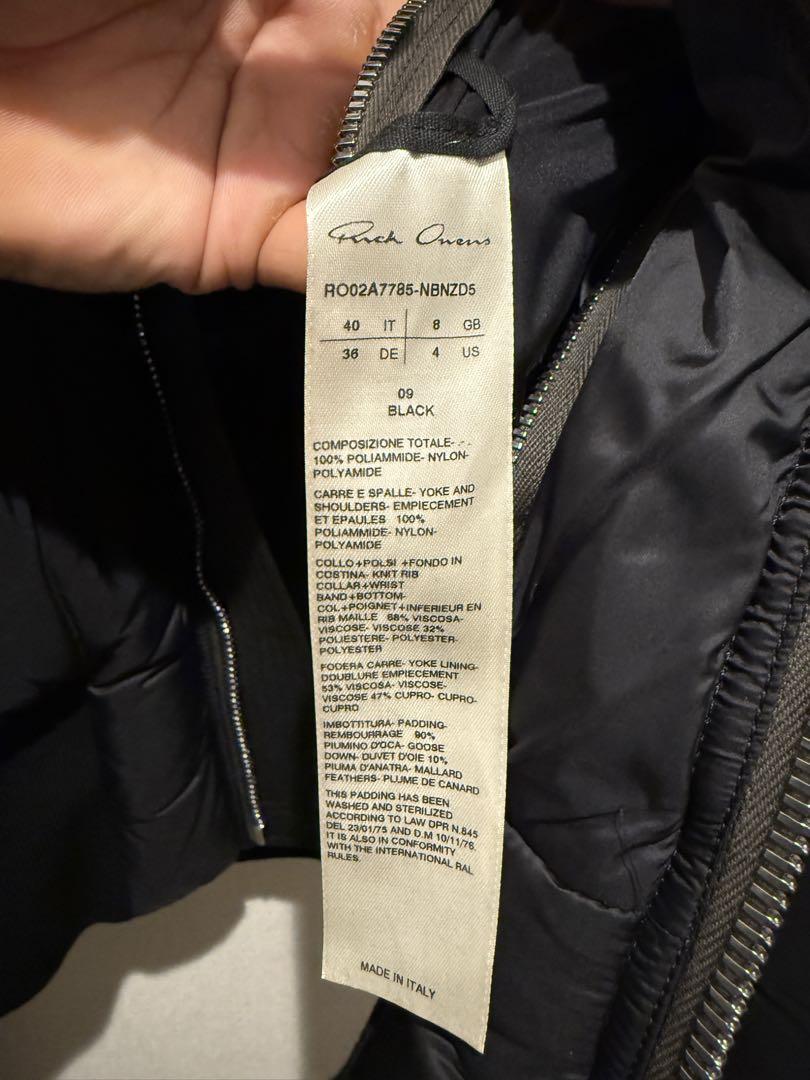 Rick Owens
RO02A7785-NBNZD5
40 IT 8 GB
36 DE 4 US
09
BLACK
COMPOSIZIONE TOTALE-
100% POLIAMMIDE- NYLON-
POLYAMIDE
CARRE E SPALLE- YOKE AND
SHOULDERS- EMPIECEMENT
ET EPAULES 100%
POLIAMMIDE- NYLON-
POLYAMIDE
COLLO+POLSI +FONDO IN
COSTINA- KNIT RIB
COLLAR+WRIST
BAND+BOTTOM-
COL+POIGNET+INFERIEUR EN
RIB MAILLE 68% VISCOSA-
VISCOSE- VISCOSE 32%
POLIESTERE- POLYESTER-
POLYESTER
FODERA CARRE- YOKE LINING-
DOUBLURE EMPIECEMENT
53% VISCOSA- VISCOSE-
VISCOSE 47% CUPRO- CUPRO-
CUPRO
IMBOTTITURA- PADDING-
REMBOURRAGE 90%
PIUMINO D'OCA- GOOSE
DOWN- DUVET D'OIE 10%
PIUMA D'ANATRA- MALLARD
FEATHERS- PLUME DE CANARD
THIS PADDING HAS BEEN
WASHED AND STERILIZED
ACCORDING TO LAW DPR N.845
DEL 23/01/75 AND D.M 10/11/76.
IT IS ALSO IN CONFORMITY
WITH THE INTERNATIONAL RAL
RULES.
MADE IN ITALY